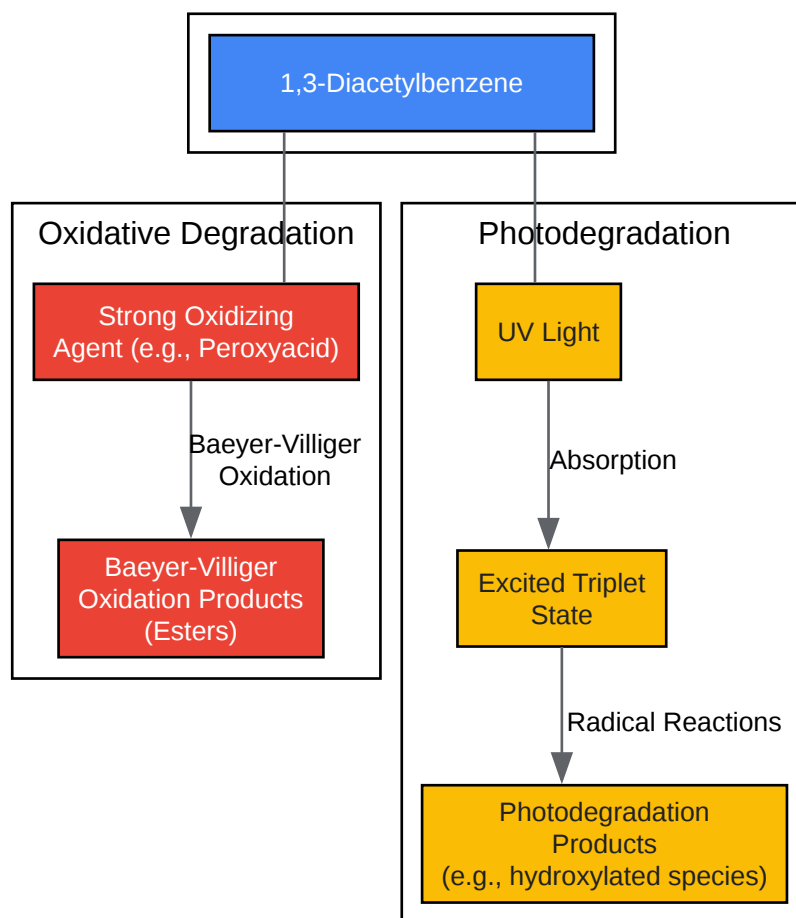 1,3-Diacetylbenzene
Oxidative Degradation
Strong Oxidizing
Agent (e.g., Peroxyacid)
Baeyer-Villiger
Oxidation
Baeyer-Villiger
Oxidation Products
(Esters)
Photodegradation
UV Light
Absorption
Excited Triplet
State
Radical Reactions
Photodegradation
Products
(e.g., hydroxylated species)